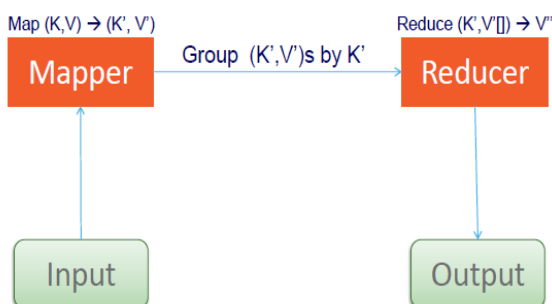 Map (K,V) → (K’, V’)
Reduce (K’,V’[]) → V”
Mapper
Group (K’,V’)s by K’
Reducer
Input
Output